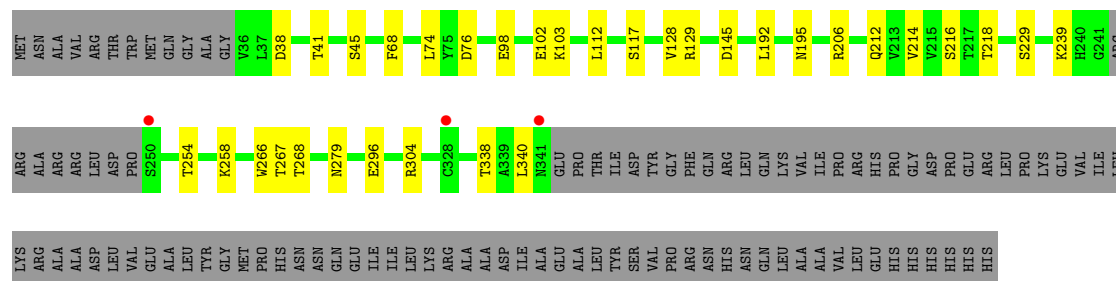 MET ASN ALA VAL ARG THR TRP MET GLN GLY ALA GLY V36 L37 D38 T41 S45 F68 L74 Y75 D76 E98 E102 K103 L112 S117 V128 R129 D145 L192 N195 R206 Q212 V213 V214 V215 S216 T217 T218 S229 K239 H240 G241 ARG
ARG ALA ARG ARG LEU ASP PRO S250 T254 K258 W266 T267 T268 N279 E296 R304 C328 T338 A339 L340 N341 GLU PRO THR ILE ASP TYR GLY PHE GLN ARG LEU GLN LYS VAL ILE PRO ARG HIS PRO GLY ASP PRO GLU ARG LEU PRO LYS GLU VAL ILE LEU
LYS ARG ALA ALA ASP LEU VAL GLU ALA LEU TYR GLY MET PRO HIS ASN ASN GLN GLU ILE ILE LEU LYS ARG ALA ALA ASP ILE ALA GLU ALA LEU TYR SER VAL PRO ARG ASN HIS ASN GLN LEU ALA ALA VAL LEU GLU HIS HIS HIS HIS HIS HIS